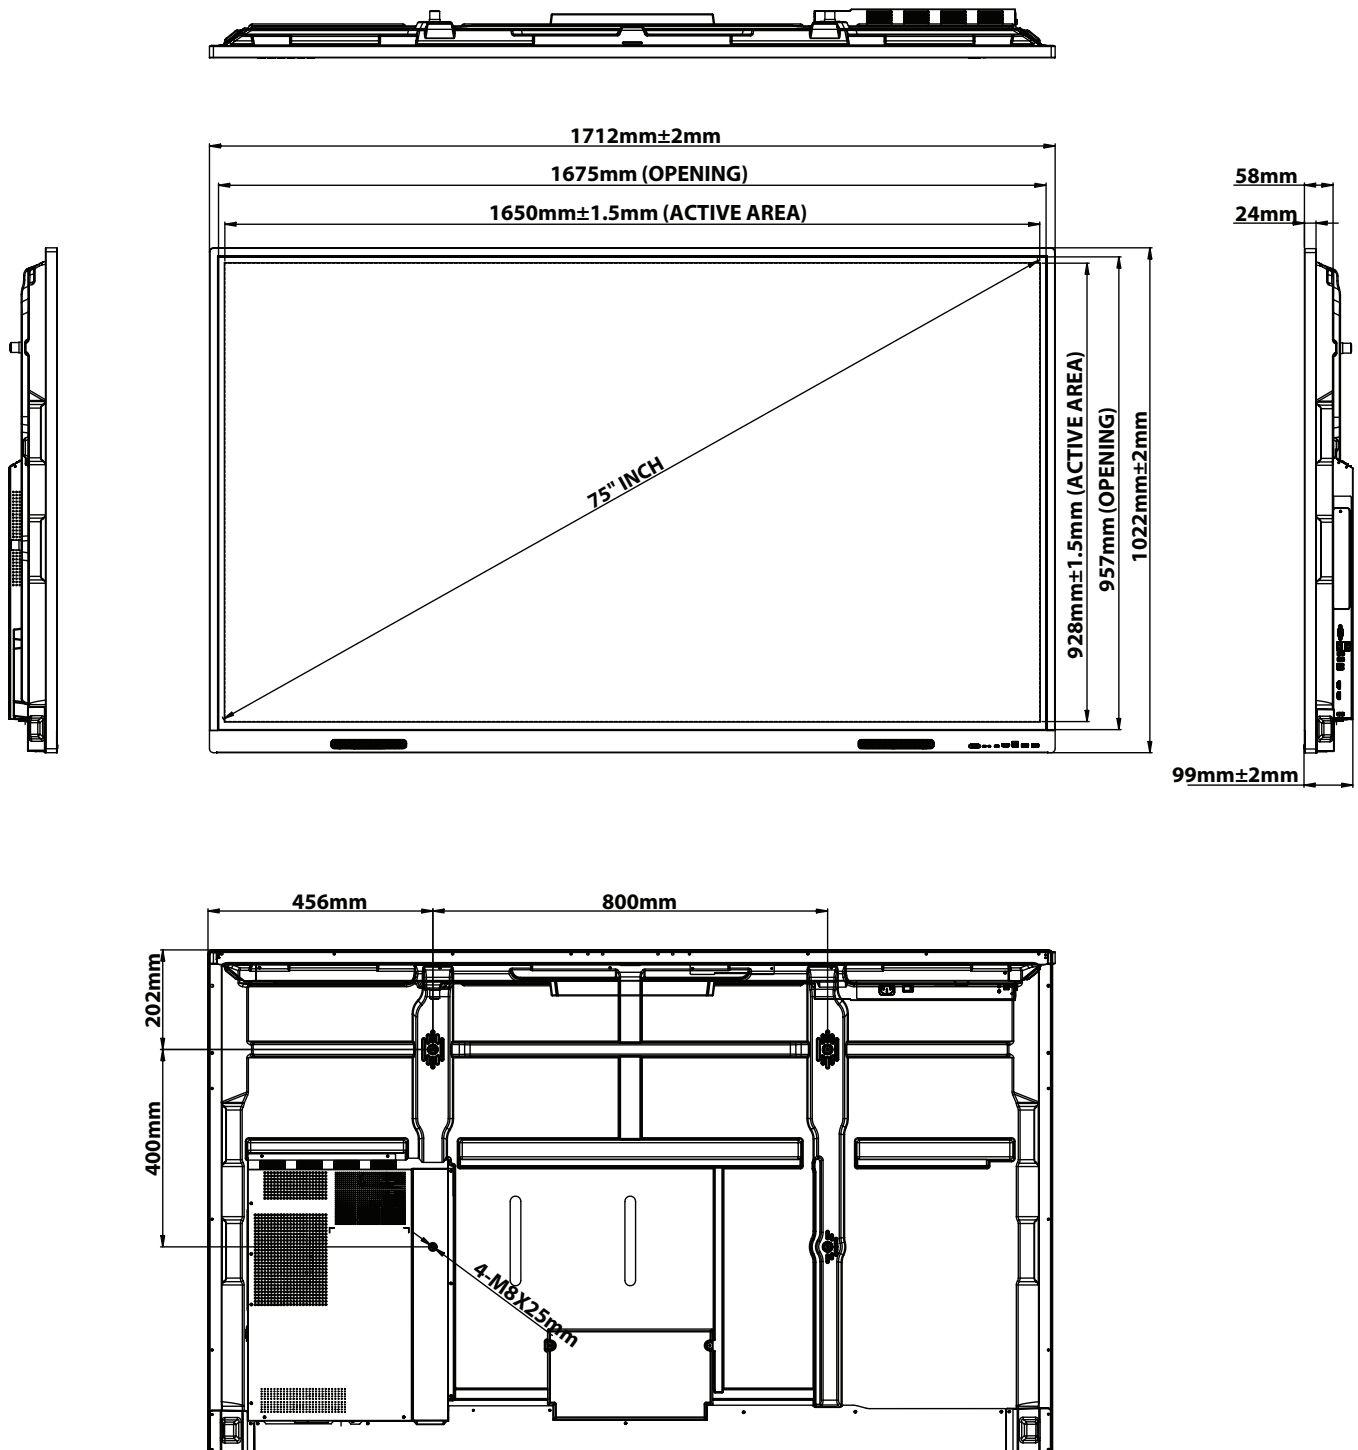 1712mm±2mm
1675mm (OPENING)
1650mm±1.5mm (ACTIVE AREA)
58mm
24mm
75" INCH
928mm±1.5mm (ACTIVE AREA)
957mm (OPENING)
1022mm±2mm
99mm±2mm
456mm
800mm
202mm
400mm
4-M8X25mm